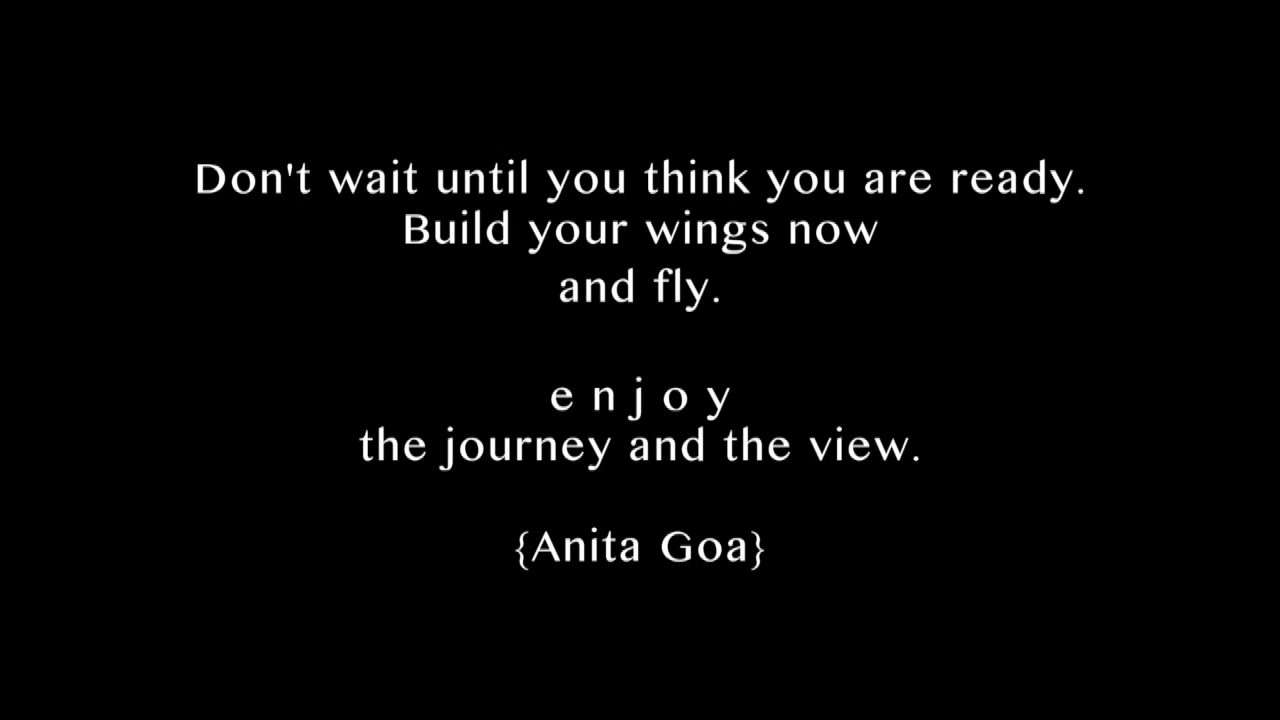 Don't wait until you think you are ready.
Build your wings now
and fly.
e n j o y
the journey and the view.
{Anita Goa}